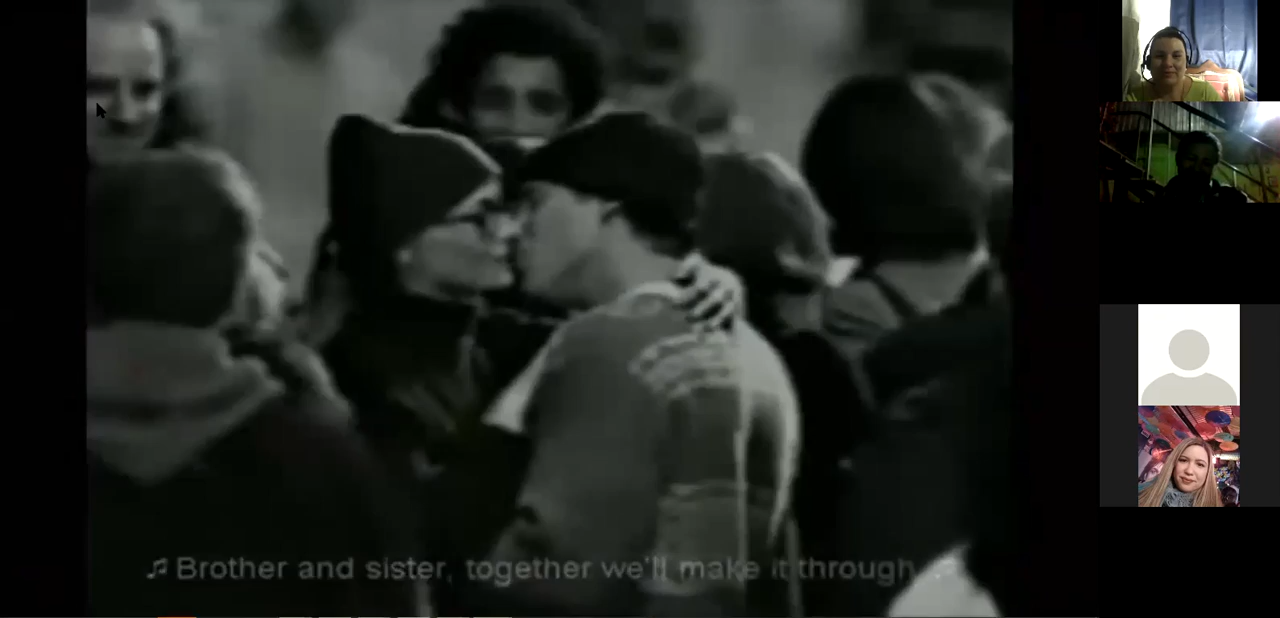 ♫ Brother and sister, together we'll make it through